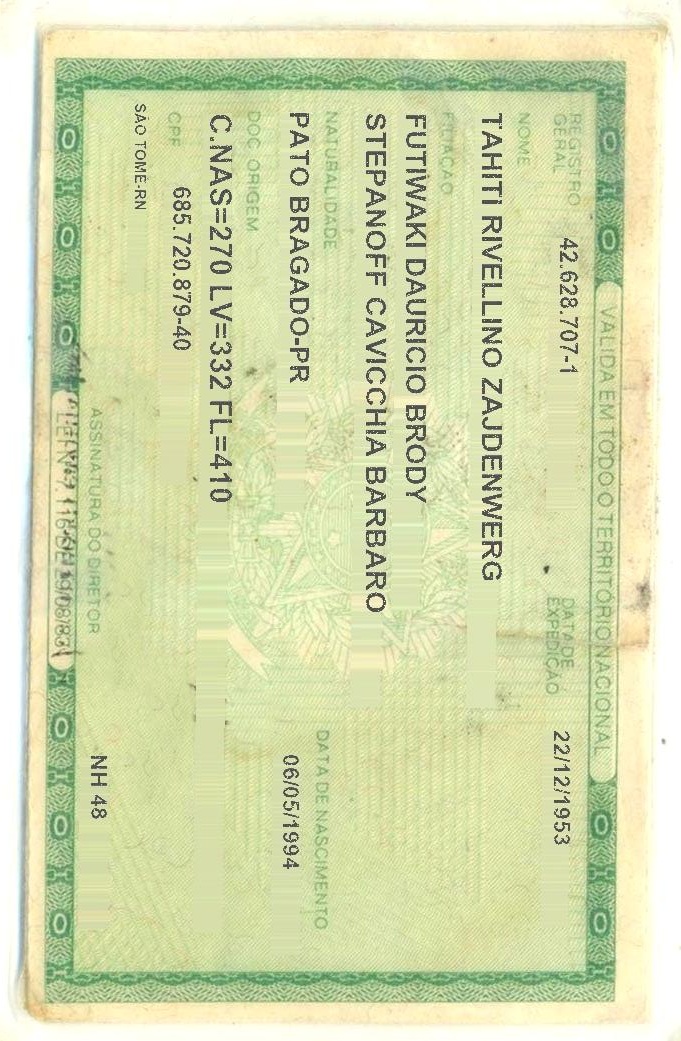 VÁLIDA EM TODO O TERRITÓRIO NACIONAL
REGISTRO GERAL 42.628.707-1 DATA DE EXPEDIÇÃO 22/12/1953
NOME
TAHITI RIVELLINO ZAJDENWERG
FILIAÇÃO
FUTIWAKI DAURICIO BRODY
STEPANOFF CAVICCHIA BARBARO
NATURALIDADE DATA DE NASCIMENTO
PATO BRAGADO-PR 06/05/1994
DOC ORIGEM
C.NAS=270 LV=332 FL=410
CPF 685.720.879-40
SÃO TOMÉ-RN
ASSINATURA DO DIRETOR NH 48
LEI Nº 7.116 DE 29/08/83